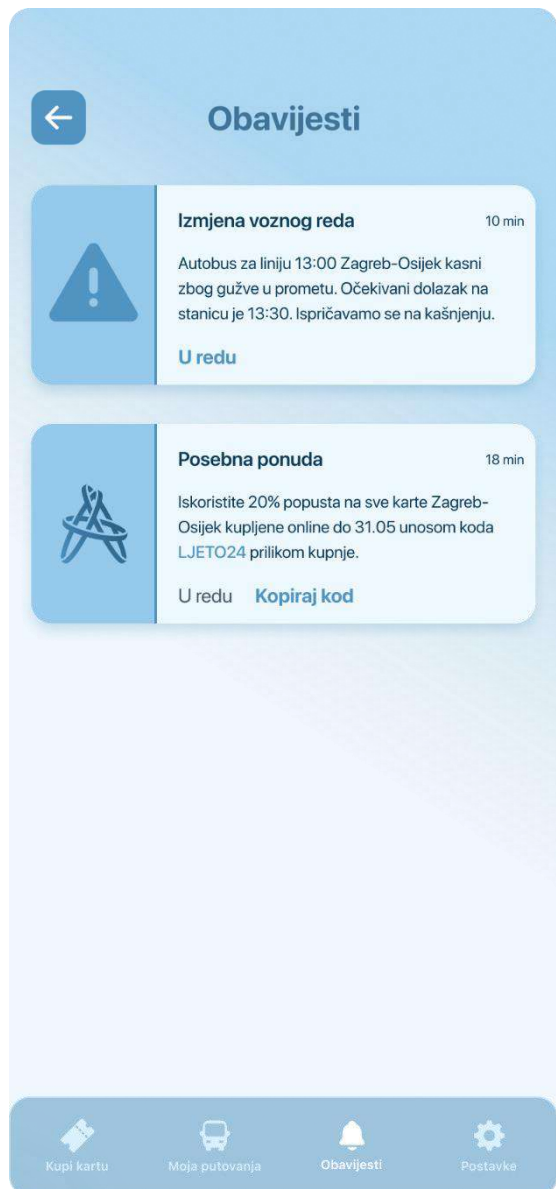 Obavijesti
Izmjena voznog reda
10 min
Autobus za liniju 13:00 Zagreb-Osijek kasni
zbog gužve u prometu. Očekivani dolazak na
stanicu je 13:30. Ispričavamo se na kašnjenju.
U redu
Posebna ponuda
18 min
Iskoristite 20% popusta na sve karte Zagreb-
Osijek kupljene online do 31.05 unosom koda
LJETO24 prilikom kupnje.
U redu Kopiraj kod
Kupi kartu
Moja putovanja
Obavijesti
Postavke